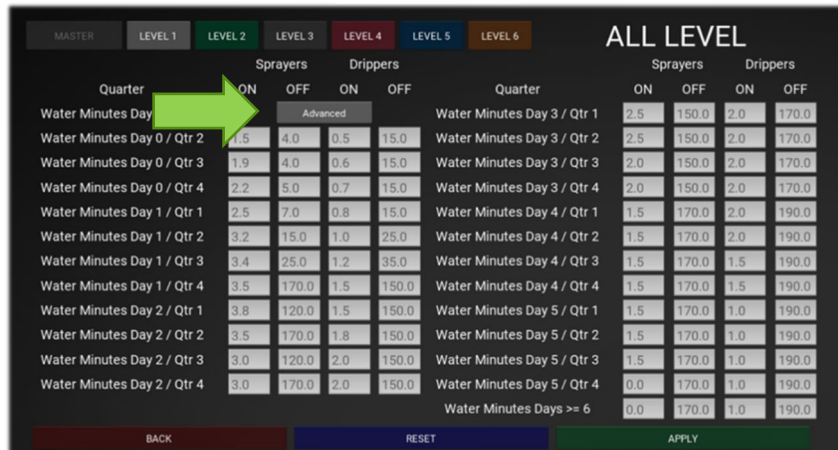 MASTER LEVEL 1 LEVEL 2 LEVEL 3 LEVEL 4 LEVEL 5 LEVEL 6 ALL LEVEL
Sprayers Drippers Sprayers Drippers
Quarter ON OFF ON OFF Quarter ON OFF ON OFF
Water Minutes Day Advanced Water Minutes Day 3 / Qtr 1 2.5 150.0 2.0 170.0
Water Minutes Day 0 / Qtr 2 1.5 4.0 0.5 15.0 Water Minutes Day 3 / Qtr 2 2.5 150.0 2.0 170.0
Water Minutes Day 0 / Qtr 3 1.9 4.0 0.6 15.0 Water Minutes Day 3 / Qtr 3 2.0 150.0 2.0 170.0
Water Minutes Day 0 / Qtr 4 2.2 5.0 0.7 15.0 Water Minutes Day 3 / Qtr 4 2.0 150.0 2.0 170.0
Water Minutes Day 1 / Qtr 1 2.5 7.0 0.8 15.0 Water Minutes Day 4 / Qtr 1 1.5 170.0 2.0 190.0
Water Minutes Day 1 / Qtr 2 3.2 15.0 1.0 25.0 Water Minutes Day 4 / Qtr 2 1.5 170.0 2.0 190.0
Water Minutes Day 1 / Qtr 3 3.4 25.0 1.2 35.0 Water Minutes Day 4 / Qtr 3 1.5 170.0 1.5 190.0
Water Minutes Day 1 / Qtr 4 3.5 170.0 1.5 150.0 Water Minutes Day 4 / Qtr 4 1.5 170.0 1.5 190.0
Water Minutes Day 2 / Qtr 1 3.8 120.0 1.5 150.0 Water Minutes Day 5 / Qtr 1 1.5 170.0 1.0 190.0
Water Minutes Day 2 / Qtr 2 3.5 170.0 1.8 150.0 Water Minutes Day 5 / Qtr 2 1.5 170.0 1.0 190.0
Water Minutes Day 2 / Qtr 3 3.0 120.0 2.0 150.0 Water Minutes Day 5 / Qtr 3 1.5 170.0 1.0 190.0
Water Minutes Day 2 / Qtr 4 3.0 170.0 2.0 150.0 Water Minutes Day 5 / Qtr 4 0.0 170.0 1.0 190.0
Water Minutes Days >= 6 0.0 170.0 1.0 190.0
BACK RESET APPLY